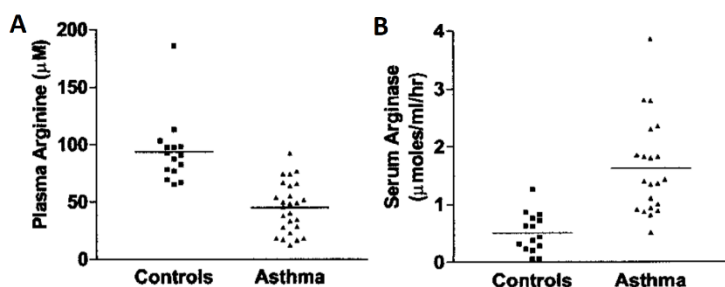 A
Plasma Arginine (μM)
200
150
100
50
0
Controls Asthma
B
Serum Arginase
(μmoles/ml/hr)
4
3
2
1
0
Controls Asthma